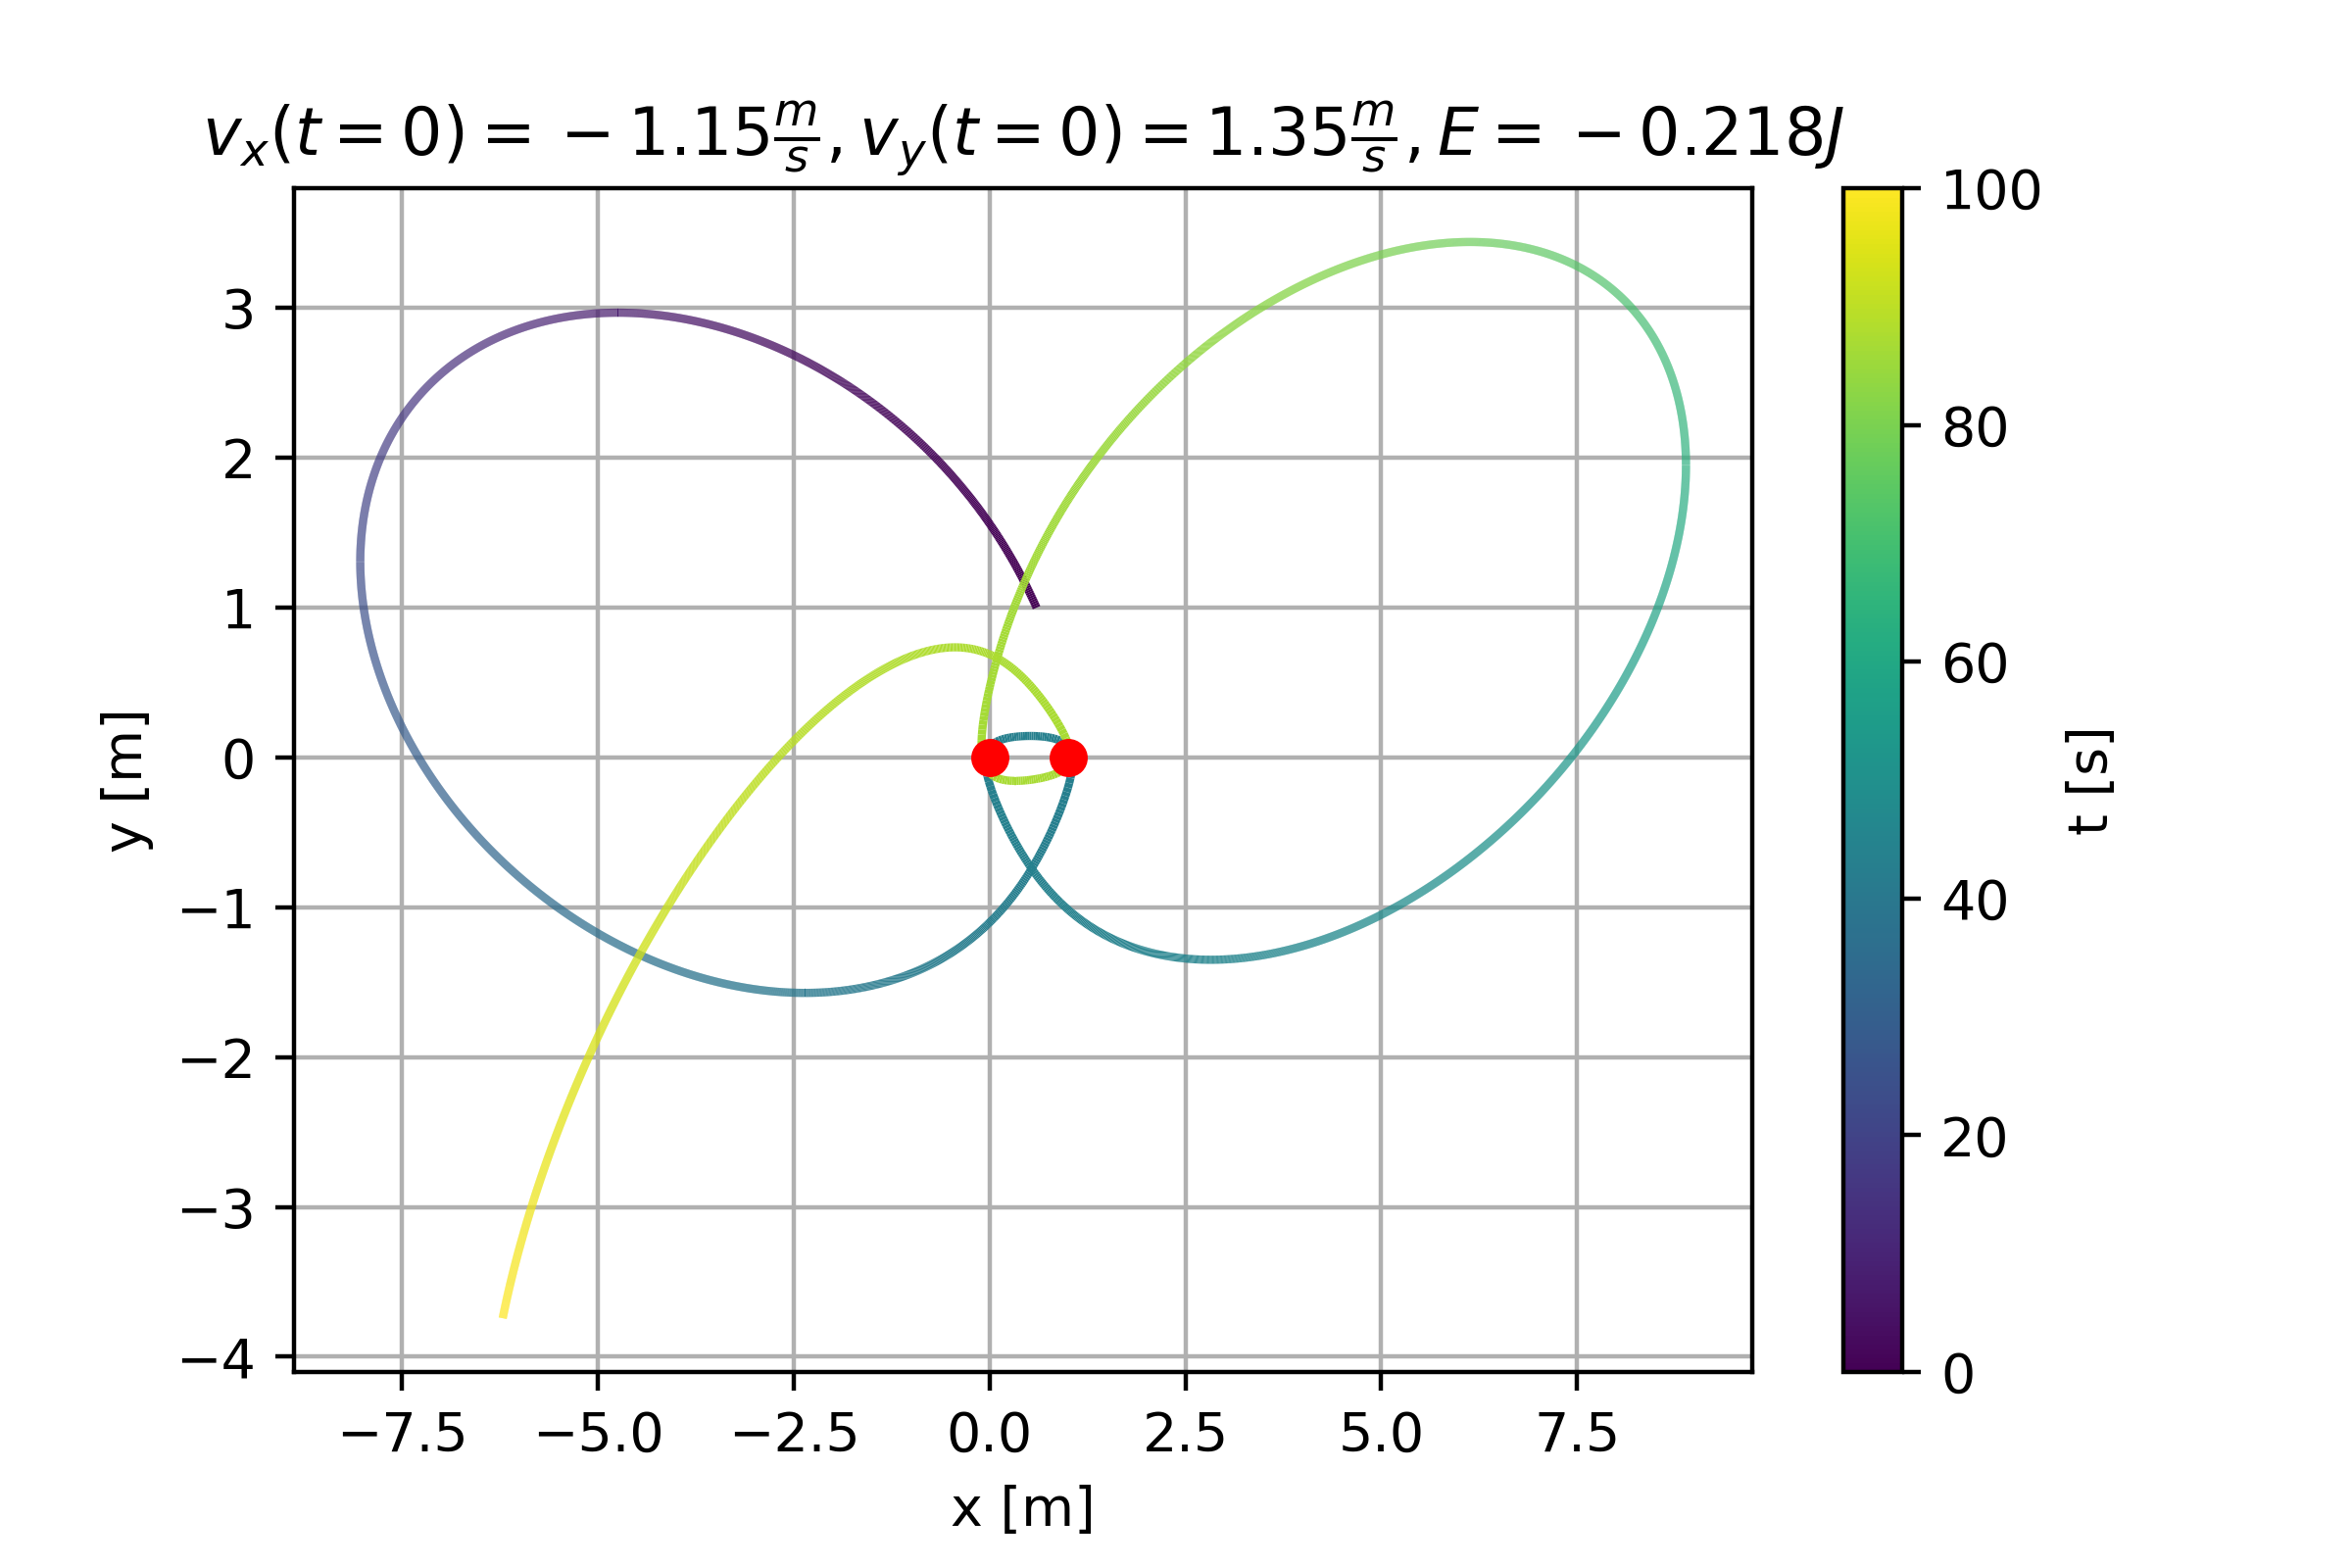 v_x(t = 0) = − 1.15 m/s, v_y(t = 0) = 1.35 m/s, E = − 0.218J
3
2
1
0
−1
−2
−3
−4
y [m]
−7.5 −5.0 −2.5 0.0 2.5 5.0 7.5
x [m]
100
80
60
40
20
0
t [s]